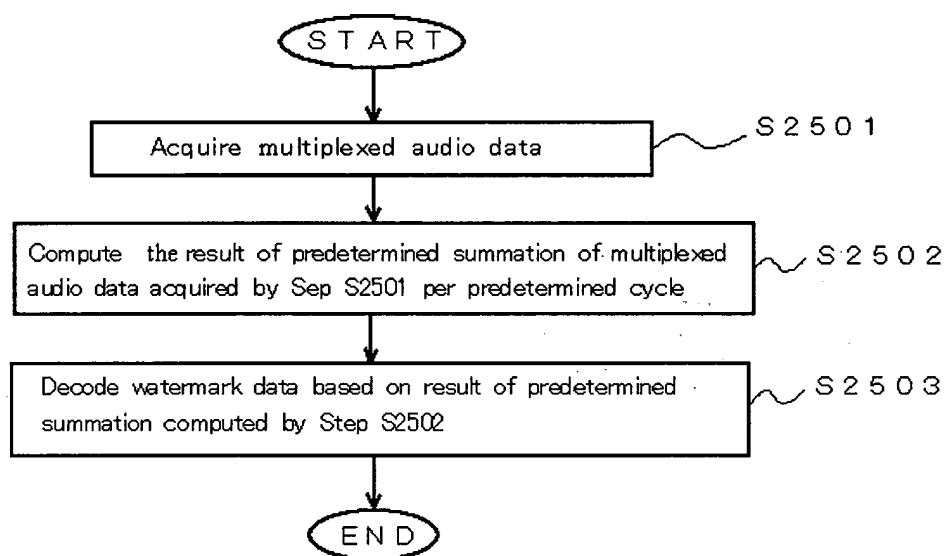 START
Acquire multiplexed audio data
S2501
Compute the result of predetermined summation of multiplexed
audio data acquired by Sep S2501 per predetermined cycle
S2502
Decode watermark data based on result of predetermined
summation computed by Step S2502
S2503
END